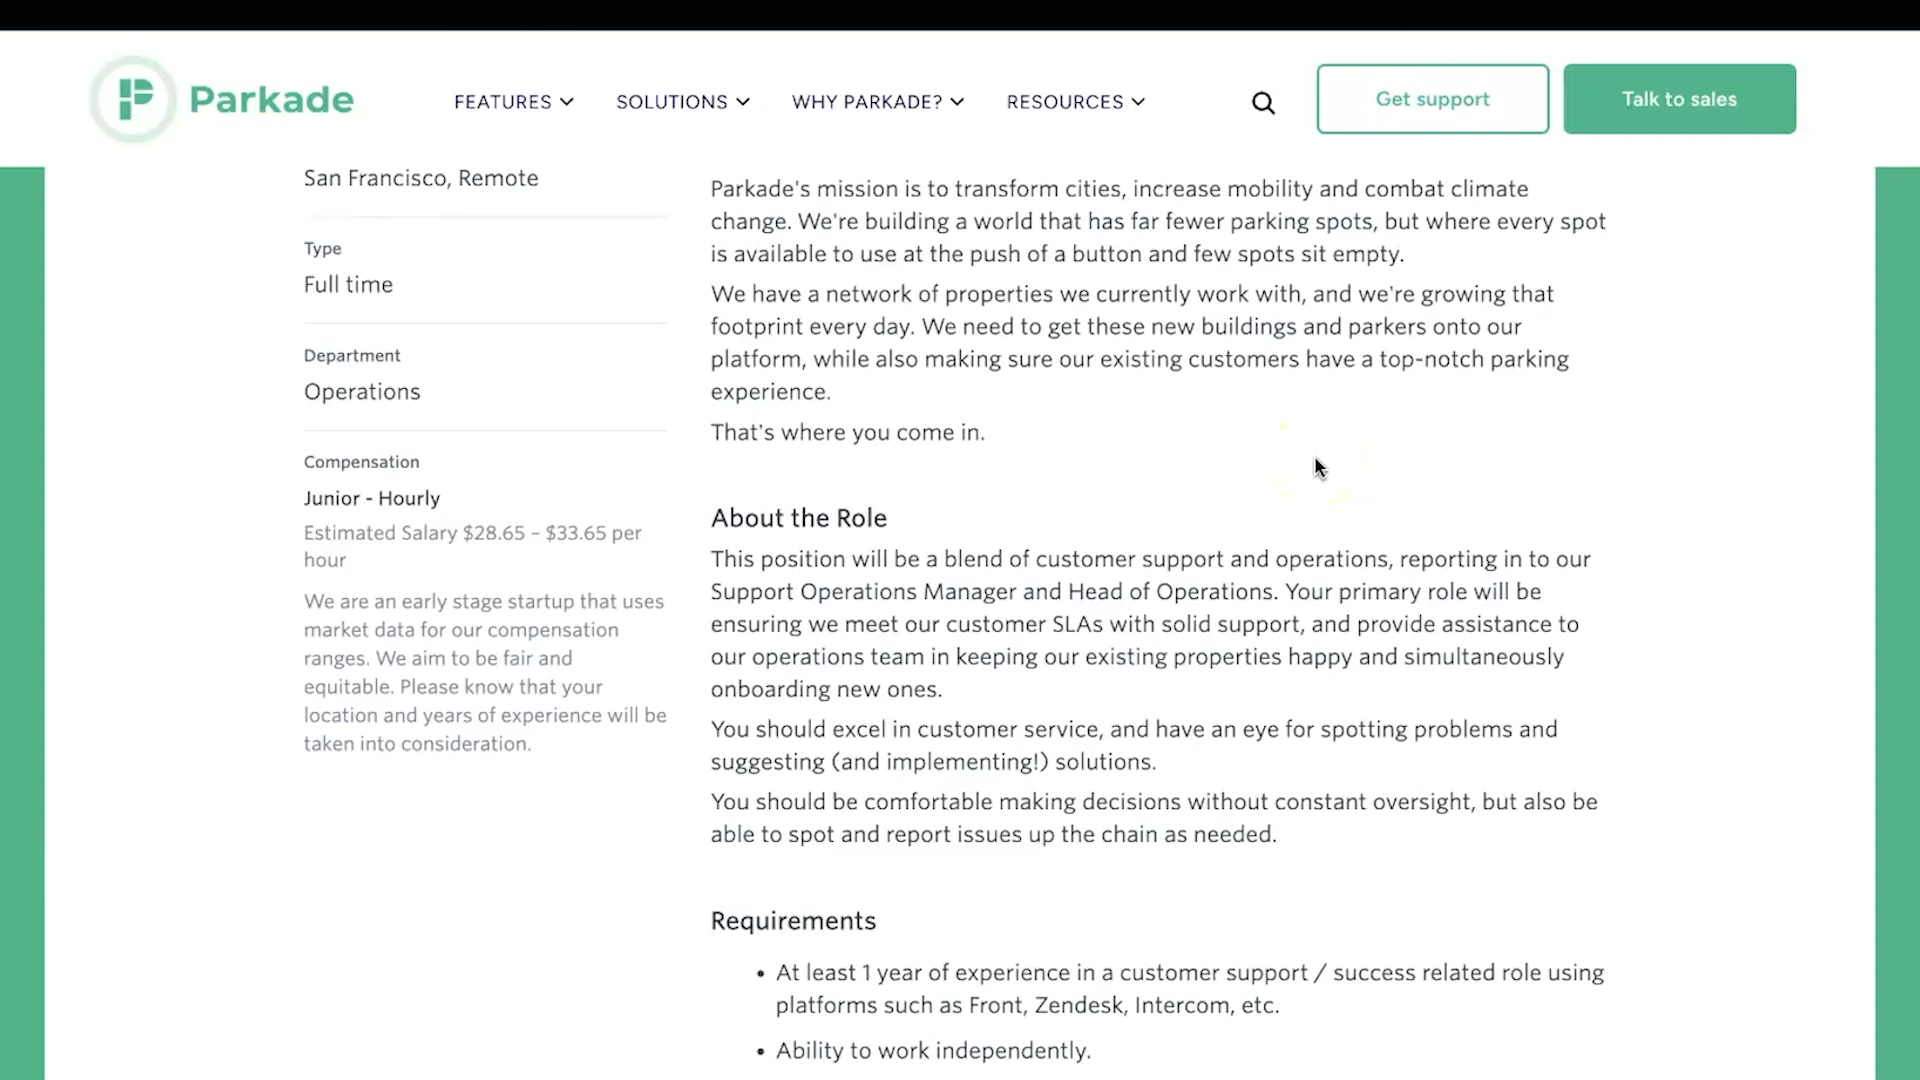 Parkade
FEATURES
SOLUTIONS
WHY PARKADE?
RESOURCES
Get support
Talk to sales
San Francisco, Remote
Type
Full time
Department
Operations
Compensation
Junior - Hourly
Estimated Salary $28.65 – $33.65 per
hour
We are an early stage startup that uses
market data for our compensation
ranges. We aim to be fair and
equitable. Please know that your
location and years of experience will be
taken into consideration.
Parkade's mission is to transform cities, increase mobility and combat climate
change. We're building a world that has far fewer parking spots, but where every spot
is available to use at the push of a button and few spots sit empty.
We have a network of properties we currently work with, and we're growing that
footprint every day. We need to get these new buildings and parkers onto our
platform, while also making sure our existing customers have a top-notch parking
experience.
That's where you come in.
About the Role
This position will be a blend of customer support and operations, reporting in to our
Support Operations Manager and Head of Operations. Your primary role will be
ensuring we meet our customer SLAs with solid support, and provide assistance to
our operations team in keeping our existing properties happy and simultaneously
onboarding new ones.
You should excel in customer service, and have an eye for spotting problems and
suggesting (and implementing!) solutions.
You should be comfortable making decisions without constant oversight, but also be
able to spot and report issues up the chain as needed.
Requirements
• At least 1 year of experience in a customer support / success related role using
platforms such as Front, Zendesk, Intercom, etc.
• Ability to work independently.